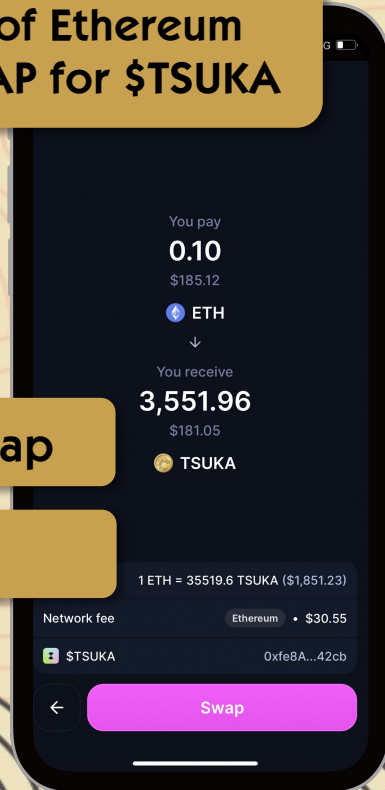 of Ethereum
AP for $TSUKA
G
You pay
0.10
$185.12
ETH
You receive
3,551.96
$181.05
ap
TSUKA
1 ETH = 35519.6 TSUKA ($1,851.23)
Network fee Ethereum • $30.55
$TSUKA 0xfe8A...42cb
Swap